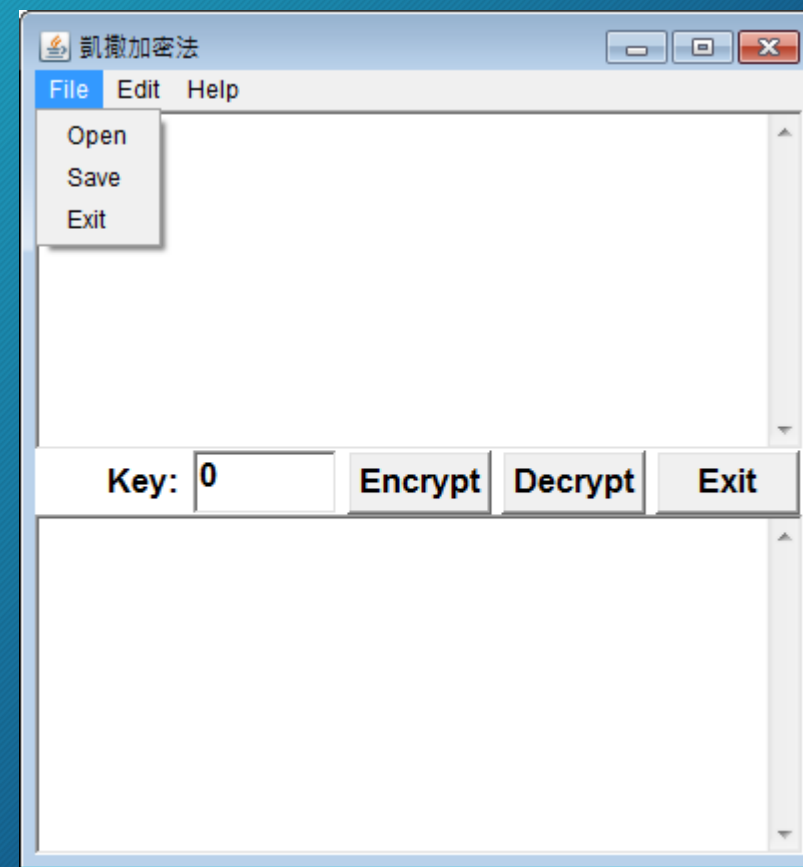 凱撒加密法
File Edit Help
Open
Save
Exit
Key: 0 Encrypt Decrypt Exit